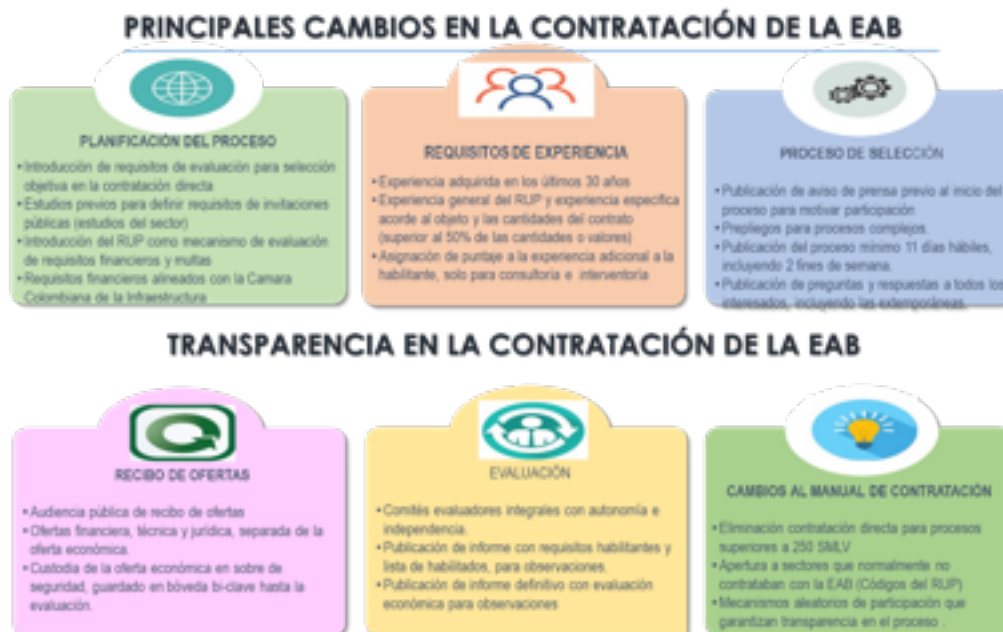 PRINCIPALES CAMBIOS EN LA CONTRATACIÓN DE LA EAB
PLANIFICACIÓN DEL PROCESO
• Introducción de requisitos de evaluación para selección
objetiva en la contratación directa
• Estudios previos para definir requisitos de invitaciones
públicas (estudios del sector)
• Introducción del RUP como mecanismo de evaluación
de requisitos financieros y multas
• Requisitos financieros alineados con la Camara
Colombiana de la Infraestructura
REQUISITOS DE EXPERIENCIA
• Experiencia adquirida en los últimos 30 años
• Experiencia general del RUP y experiencia específica
acorde al objeto y las cantidades del contrato
(superior al 50% de las cantidades o valores)
• Asignación de puntaje a la experiencia adicional a la
habilitante, solo para consultoria e interventoría
PROCESO DE SELECCIÓN
• Publicación de aviso de prensa previo al inicio del
proceso para motivar participación
• Prepliegos para procesos complejos.
• Publicación del proceso mínimo 11 días hábiles,
incluyendo 2 fines de semana.
• Publicación de preguntas y respuestas a todos los
interesados, incluyendo las extemporáneas.
TRANSPARENCIA EN LA CONTRATACIÓN DE LA EAB
RECIBO DE OFERTAS
• Audiencia pública de recibo de ofertas
• Ofertas financiera, técnica y jurídica, separada de la
oferta económica.
• Custodia de la oferta económica en sobre de
seguridad, guardado en bóveda bi-clave hasta la
evaluación.
EVALUACIÓN
• Comités evaluadores integrales con autonomía e
independencia.
• Publicación de informe con requisitos habilitantes y
lista de habilitados, para observaciones.
• Publicación de informe definitivo con evaluación
económica para observaciones
CAMBIOS AL MANUAL DE CONTRATACIÓN
• Eliminación contratación directa para procesos
superiores a 250 SMLV
• Apertura a sectores que normalmente no
contrataban con la EAB (Códigos del RUP)
• Mecanismos aleatorios de participación que
garantizan transparencia en el proceso .